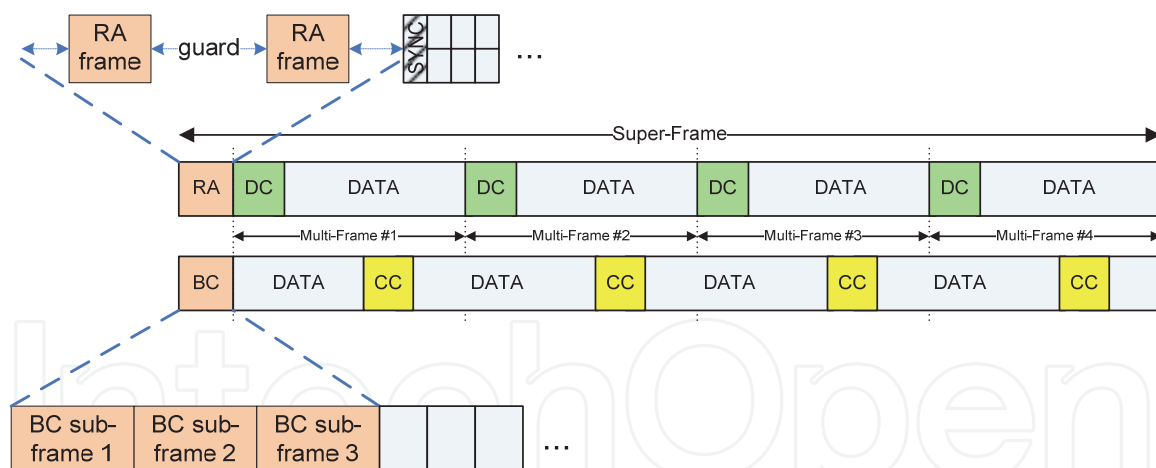 RA frame
guard
RA frame
SYNC
...
Super-Frame
RA DC DATA DC DATA DC DATA DC DATA
Multi-Frame #1 Multi-Frame #2 Multi-Frame #3 Multi-Frame #4
BC DATA CC DATA CC DATA CC DATA CC
IntechOpen
BC sub-
frame 1
BC sub-
frame 2
BC sub-
frame 3
...